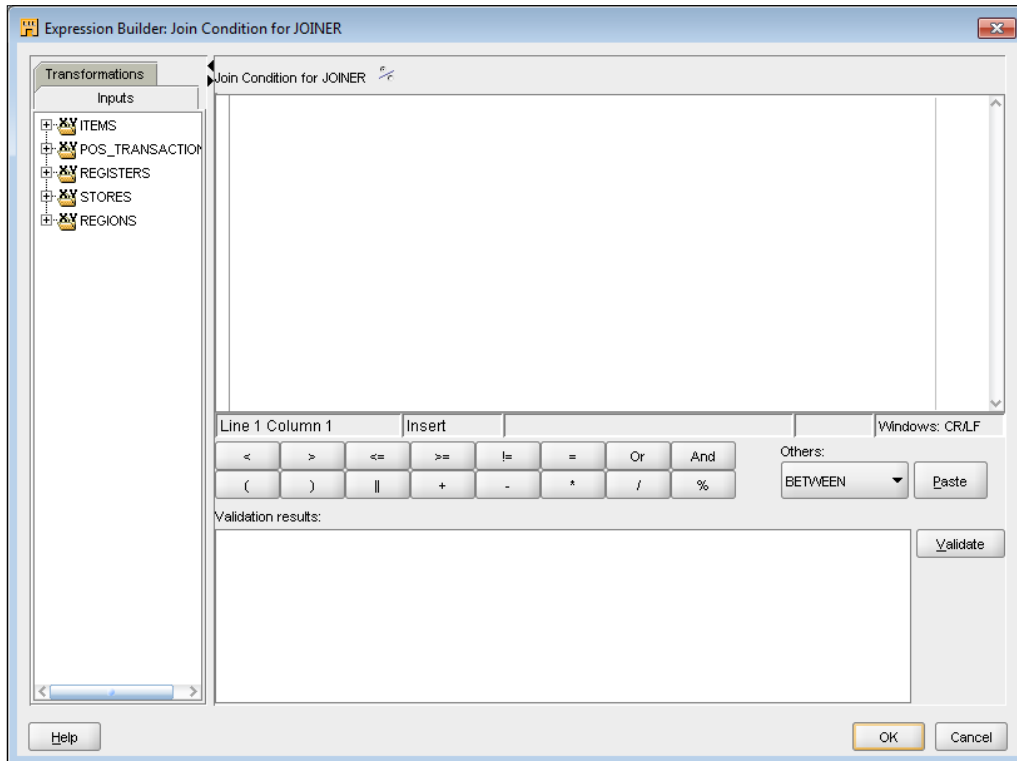 Expression Builder: Join Condition for JOINER
Transformations
Inputs
ITEMS
POS_TRANSACTION
REGISTERS
STORES
REGIONS
Join Condition for JOINER
Line 1 Column 1 Insert Windows: CR/LF
< > <= >= != = Or And
( ) || + - * / %
Others:
BETWEEN Paste
Validation results:
Validate
Help OK Cancel